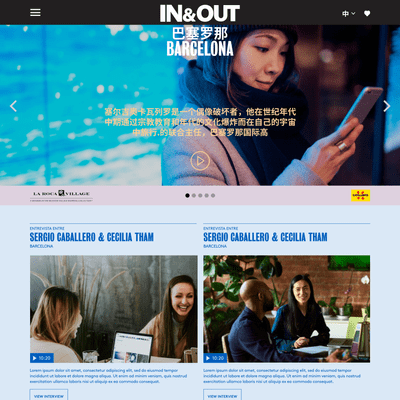 IN&OUT
中
巴塞罗那
BARCELONA
塞尔吉奥卡瓦列罗是一个偶像破坏者，他在世纪年代
中期通过宗教教育和年代的文化爆炸而在自己的宇宙
中旅行.的联合主任，巴塞罗那国际高
LA ROCA VILLAGE
ENTREVISTA ENTRE
SERGIO CABALLERO & CECILIA THAM
BARCELONA
10:20
Lorem ipsum dolor sit amet, consectetur adipiscing elit, sed do eiusmod tempor
incididunt ut labore et dolore magna aliqua. Ut enim ad minim veniam, quis nostrud
exercitation ullamco laboris nisi ut aliquip ex ea commodo consequat.
VIEW INTERVIEW
ENTREVISTA ENTRE
SERGIO CABALLERO & CECILIA THAM
BARCELONA
10:20
Lorem ipsum dolor sit amet, consectetur adipiscing elit, sed do eiusmod tempor
incididunt ut labore et dolore magna aliqua. Ut enim ad minim veniam, quis nostrud
exercitation ullamco laboris nisi ut aliquip ex ea commodo consequat.
VIEW INTERVIEW